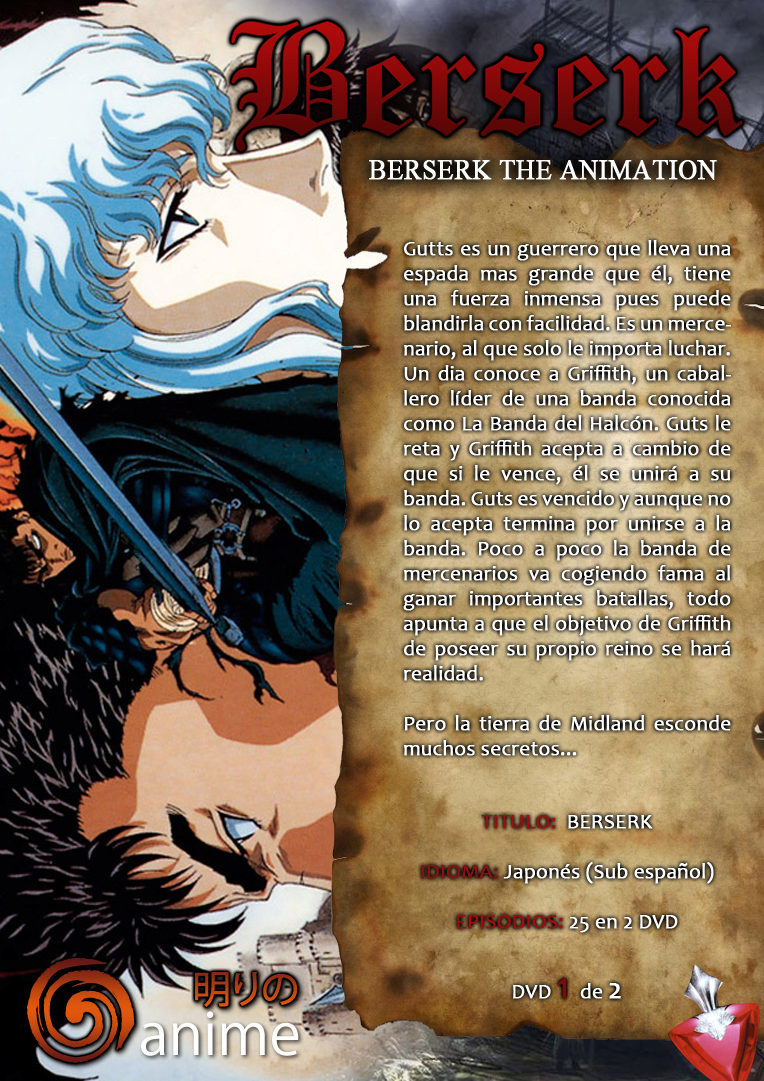 Berserk
BERSERK THE ANIMATION
Gutts es un guerrero que lleva una
espada mas grande que él, tiene
una fuerza inmensa pues puede
blandirla con facilidad. Es un merce-
nario, al que solo le importa luchar.
Un dia conoce a Griffith, un cabal-
lero líder de una banda conocida
como La Banda del Halcón. Guts le
reta y Griffith acepta a cambio de
que si le vence, él se unirá a su
banda. Guts es vencido y aunque no
lo acepta termina por unirse a la
banda. Poco a poco la banda de
mercenarios va cogiendo fama al
ganar importantes batallas, todo
apunta a que el objetivo de Griffith
de poseer su propio reino se hará
realidad.
Pero la tierra de Midland esconde
muchos secretos...
TITULO: BERSERK
IDIOMA: Japonés (Sub español)
EPISODIOS: 25 en 2 DVD
DVD 1 de 2
明りの
anime